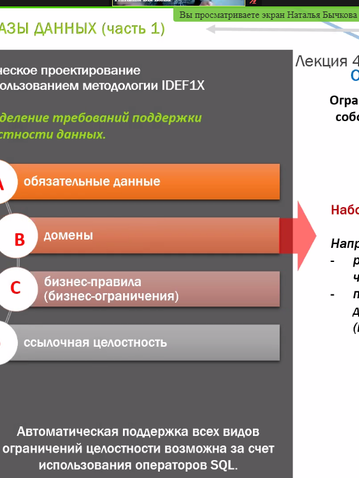 Вы просматриваете экран Наталья Бычкова
АЗЫ ДАННЫХ (часть 1)
Лекция 4
ческое проектирование
пользованием методологии IDEF1X
деление требований поддержки
стности данных.
обязательные данные
B домены
C бизнес-правила
(бизнес-ограничения)
ссылочная целостность
Автоматическая поддержка всех видов
ограничений целостности возможна за счет
использования операторов SQL.
Огра
соб
Набо
Напр
-
-